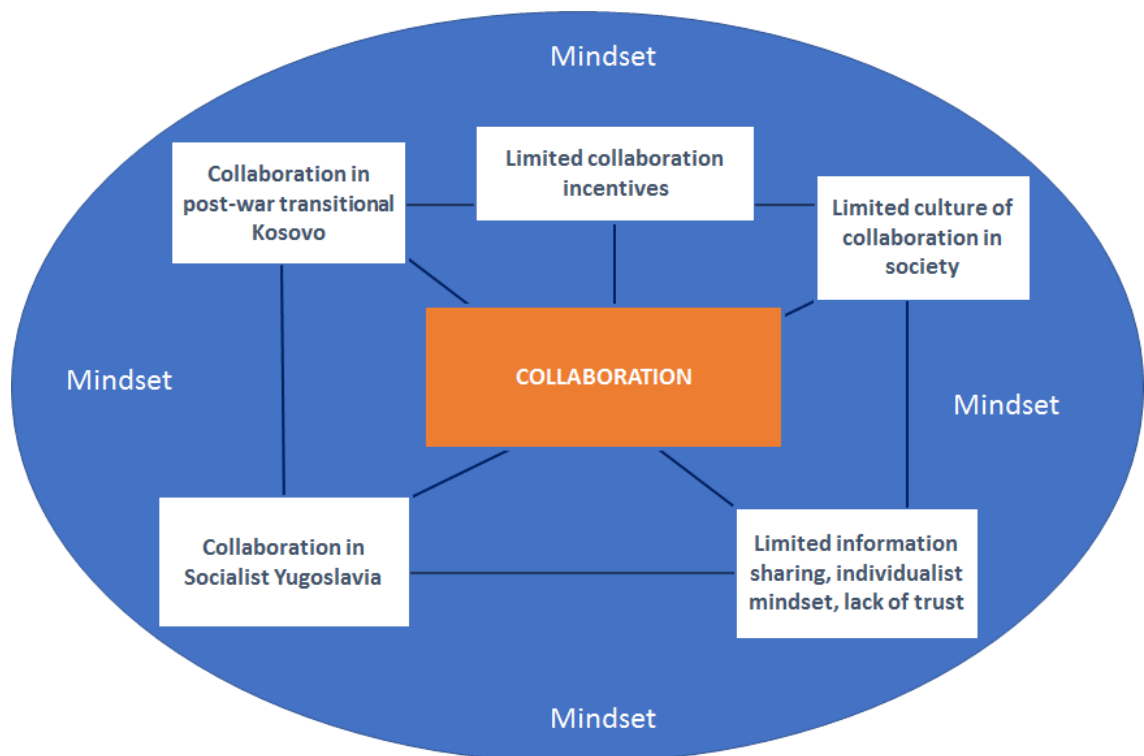 Mindset
Collaboration in
post-war transitional
Kosovo
Limited collaboration
incentives
Limited culture of
collaboration in
society
COLLABORATION
Mindset
Mindset
Collaboration in
Socialist Yugoslavia
Limited information
sharing, individualist
mindset, lack of trust
Mindset